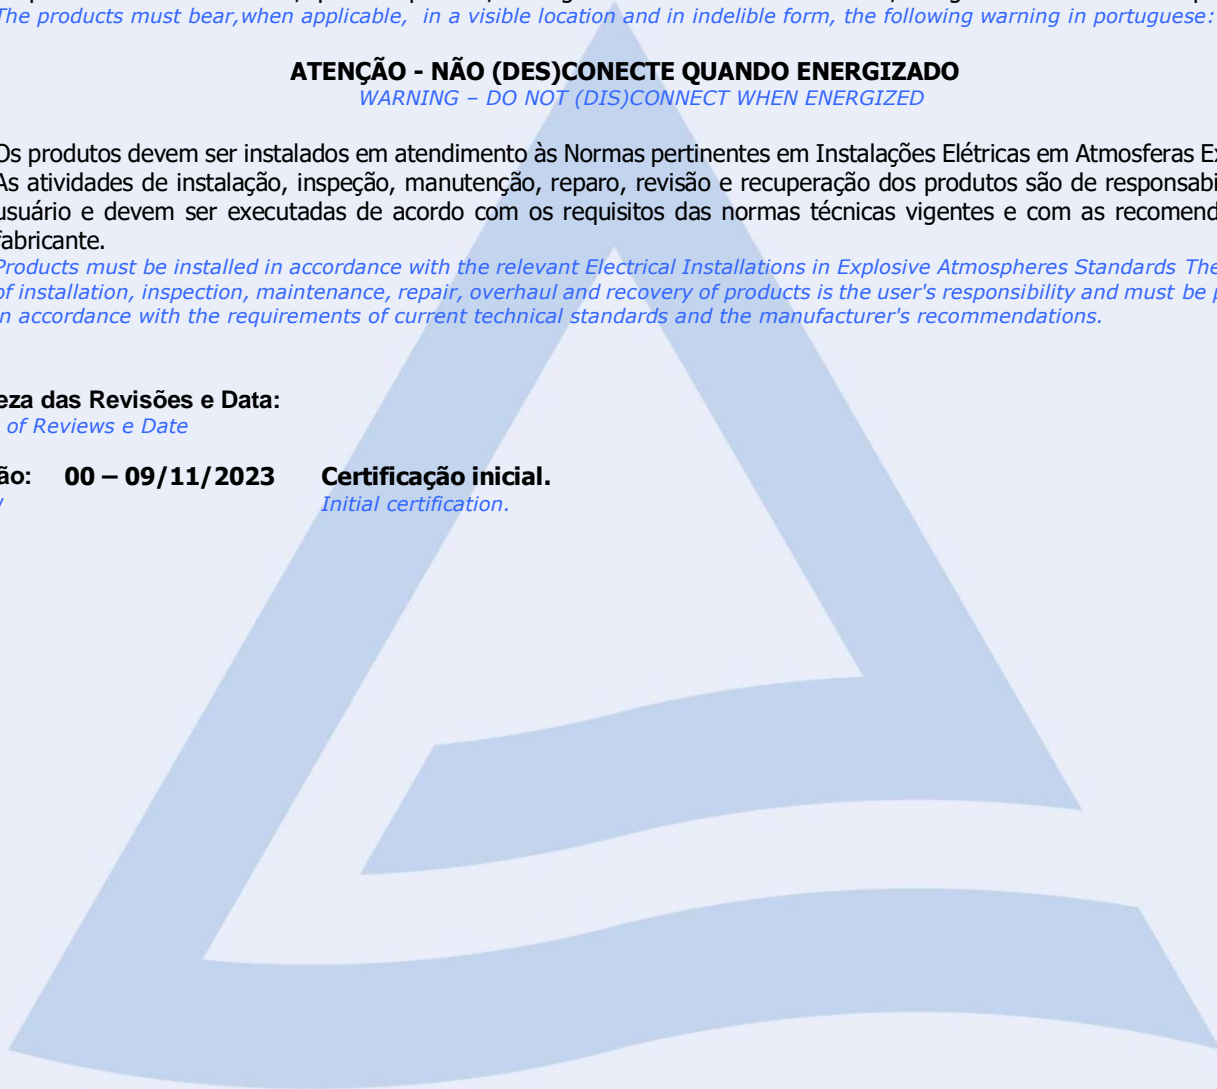 The products must bear,when applicable, in a visible location and in indelible form, the following warning in portuguese:
ATENÇÃO - NÃO (DES)CONECTE QUANDO ENERGIZADO
WARNING – DO NOT (DIS)CONNECT WHEN ENERGIZED
Os produtos devem ser instalados em atendimento às Normas pertinentes em Instalações Elétricas em Atmosferas Ex
As atividades de instalação, inspeção, manutenção, reparo, revisão e recuperação dos produtos são de responsabi
usuário e devem ser executadas de acordo com os requisitos das normas técnicas vigentes e com as recomend
fabricante.
Products must be installed in accordance with the relevant Electrical Installations in Explosive Atmospheres Standards The
of installation, inspection, maintenance, repair, overhaul and recovery of products is the user's responsibility and must be p
in accordance with the requirements of current technical standards and the manufacturer's recommendations.
eza das Revisões e Data:
of Reviews e Date
ão: 00 – 09/11/2023 Certificação inicial.
Initial certification.